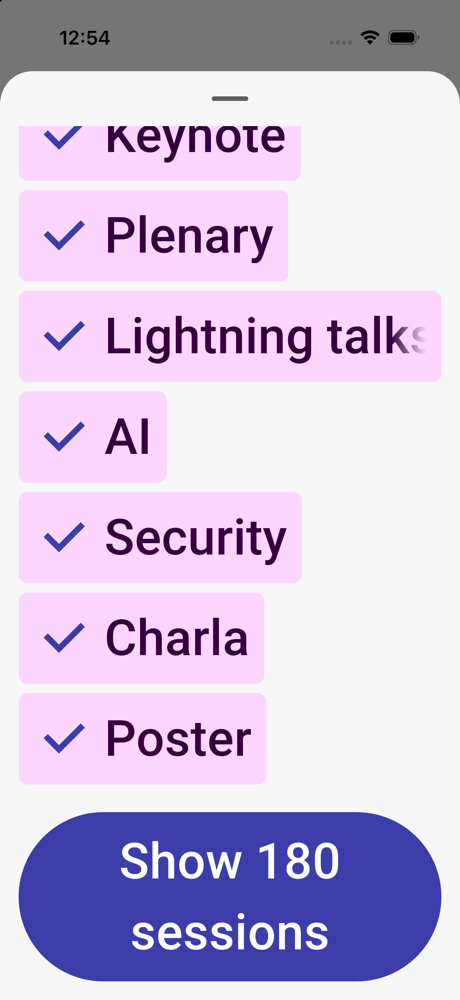 12:54
Keynote
Plenary
Lightning talks
AI
Security
Charla
Poster
Show 180
sessions